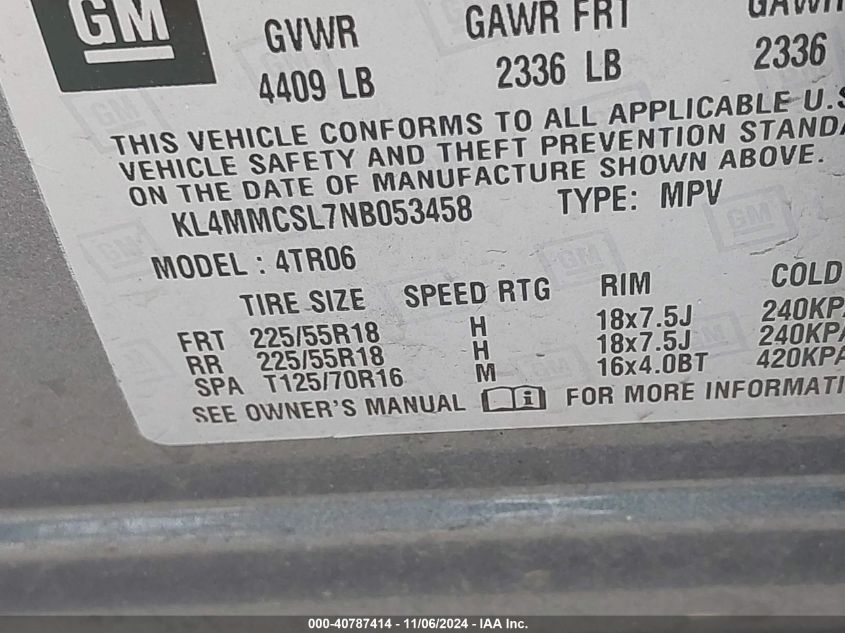 GM
GVWR GAWR FRT
4409 LB 2336 LB 2336
THIS VEHICLE CONFORMS TO ALL APPLICABLE U.S
VEHICLE SAFETY AND THEFT PREVENTION STANDA
ON THE DATE OF MANUFACTURE SHOWN ABOVE.
KL4MMCSL7NB053458 TYPE: MPV
MODEL : 4TR06
TIRE SIZE SPEED RTG RIM COLD
FRT 225/55R18 H 18x7.5J 240KPA
RR 225/55R18 H 18x7.5J 240KPA
SPA T125/70R16 M 16x4.0BT 420KPA
SEE OWNER'S MANUAL i FOR MORE INFORMATI
000-40787414 - 11/06/2024 - IAA Inc.